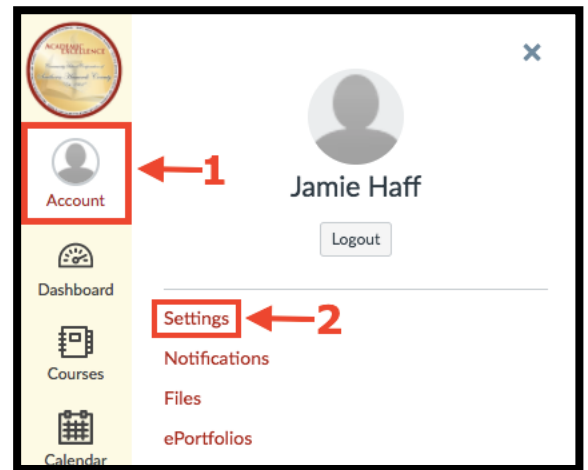 ACADEMIC
EXCELLENCE
Account
1
Dashboard
Courses
Calendar
×
Jamie Haff
Logout
Settings
2
Notifications
Files
ePortfolios